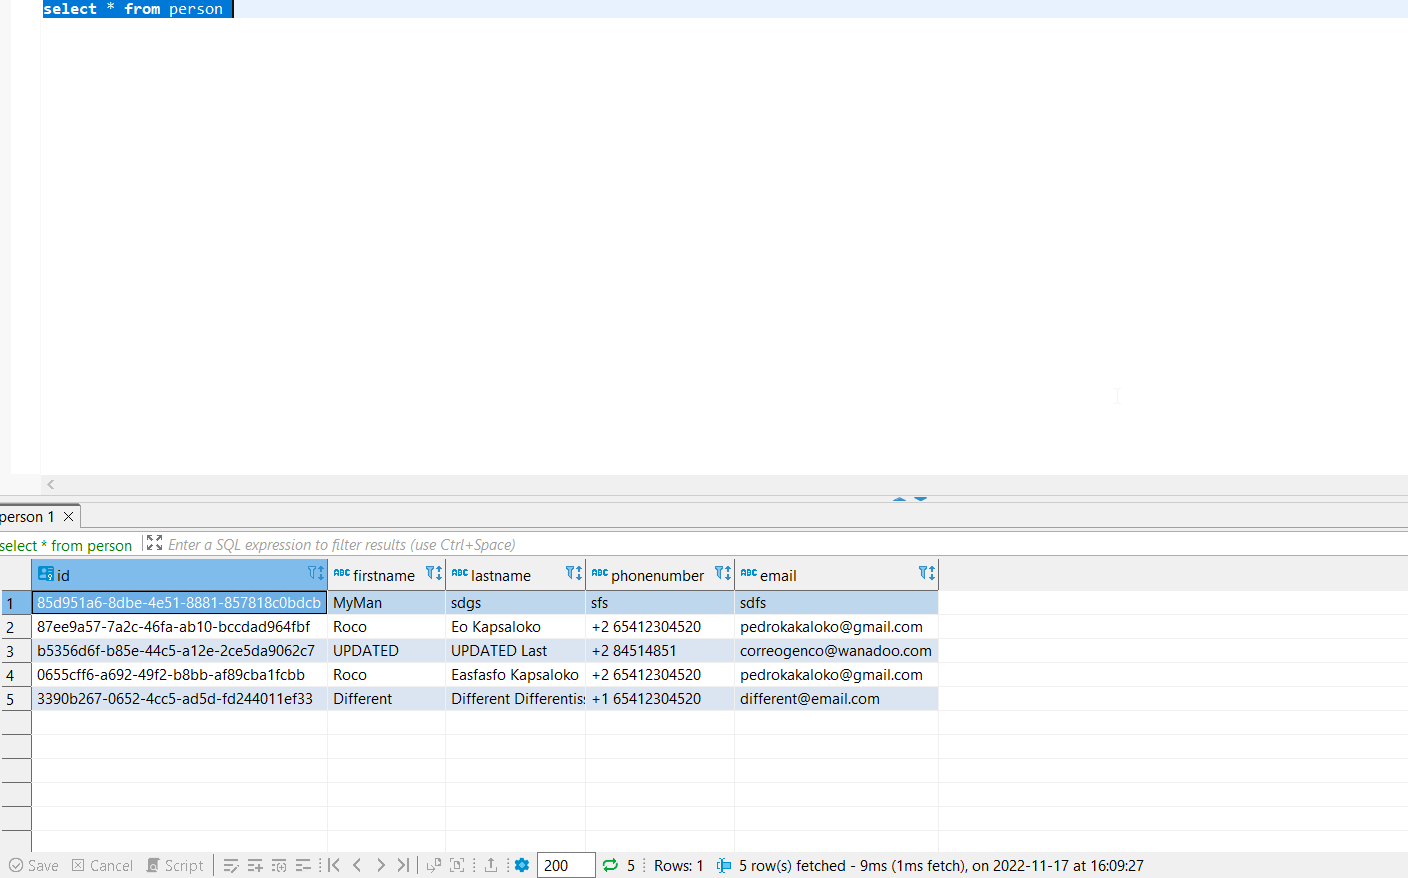 select * from person
person 1
select * from person Enter a SQL expression to filter results (use Ctrl+Space)
id ABC firstname ABC lastname ABC phonenumber ABC email
1 85d951a6-8dbe-4e51-8881-857818c0bdcb MyMan sdgs sfs sdfs
2 87ee9a57-7a2c-46fa-ab10-bccdad964fbf Roco Eo Kapsaloko +2 65412304520 pedrokakaloko@gmail.com
3 b5356d6f-b85e-44c5-a12e-2ce5da9062c7 UPDATED UPDATED Last +2 84514851 correogenco@wanadoo.com
4 0655cff6-a692-49f2-b8bb-af89cba1fcbb Roco Easfasfo Kapsaloko +2 65412304520 pedrokakaloko@gmail.com
5 3390b267-0652-4cc5-ad5d-fd244011ef33 Different Different Differentis +1 65412304520 different@email.com
Save Cancel Script 200 5 Rows: 1 5 row(s) fetched - 9ms (1ms fetch), on 2022-11-17 at 16:09:27